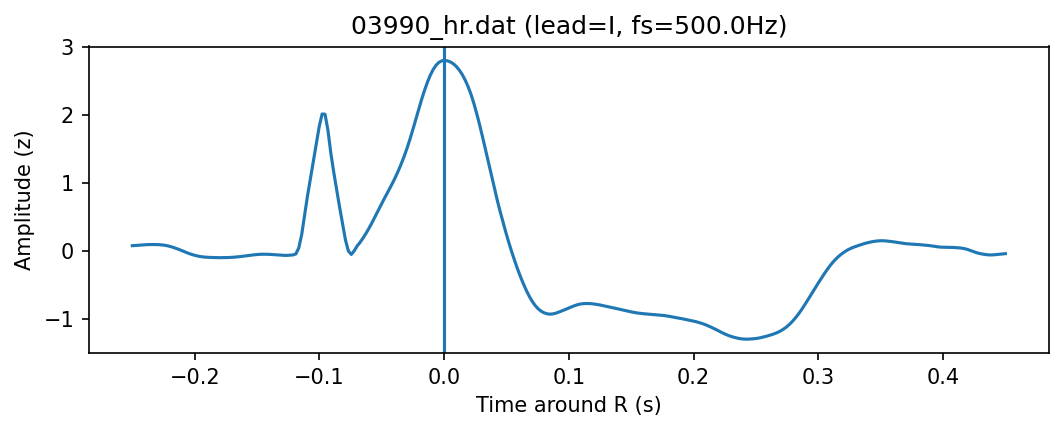 03990_hr.dat (lead=I, fs=500.0Hz)
Amplitude (z)
3
2
1
0
−1
−0.2 −0.1 0.0 0.1 0.2 0.3 0.4
Time around R (s)